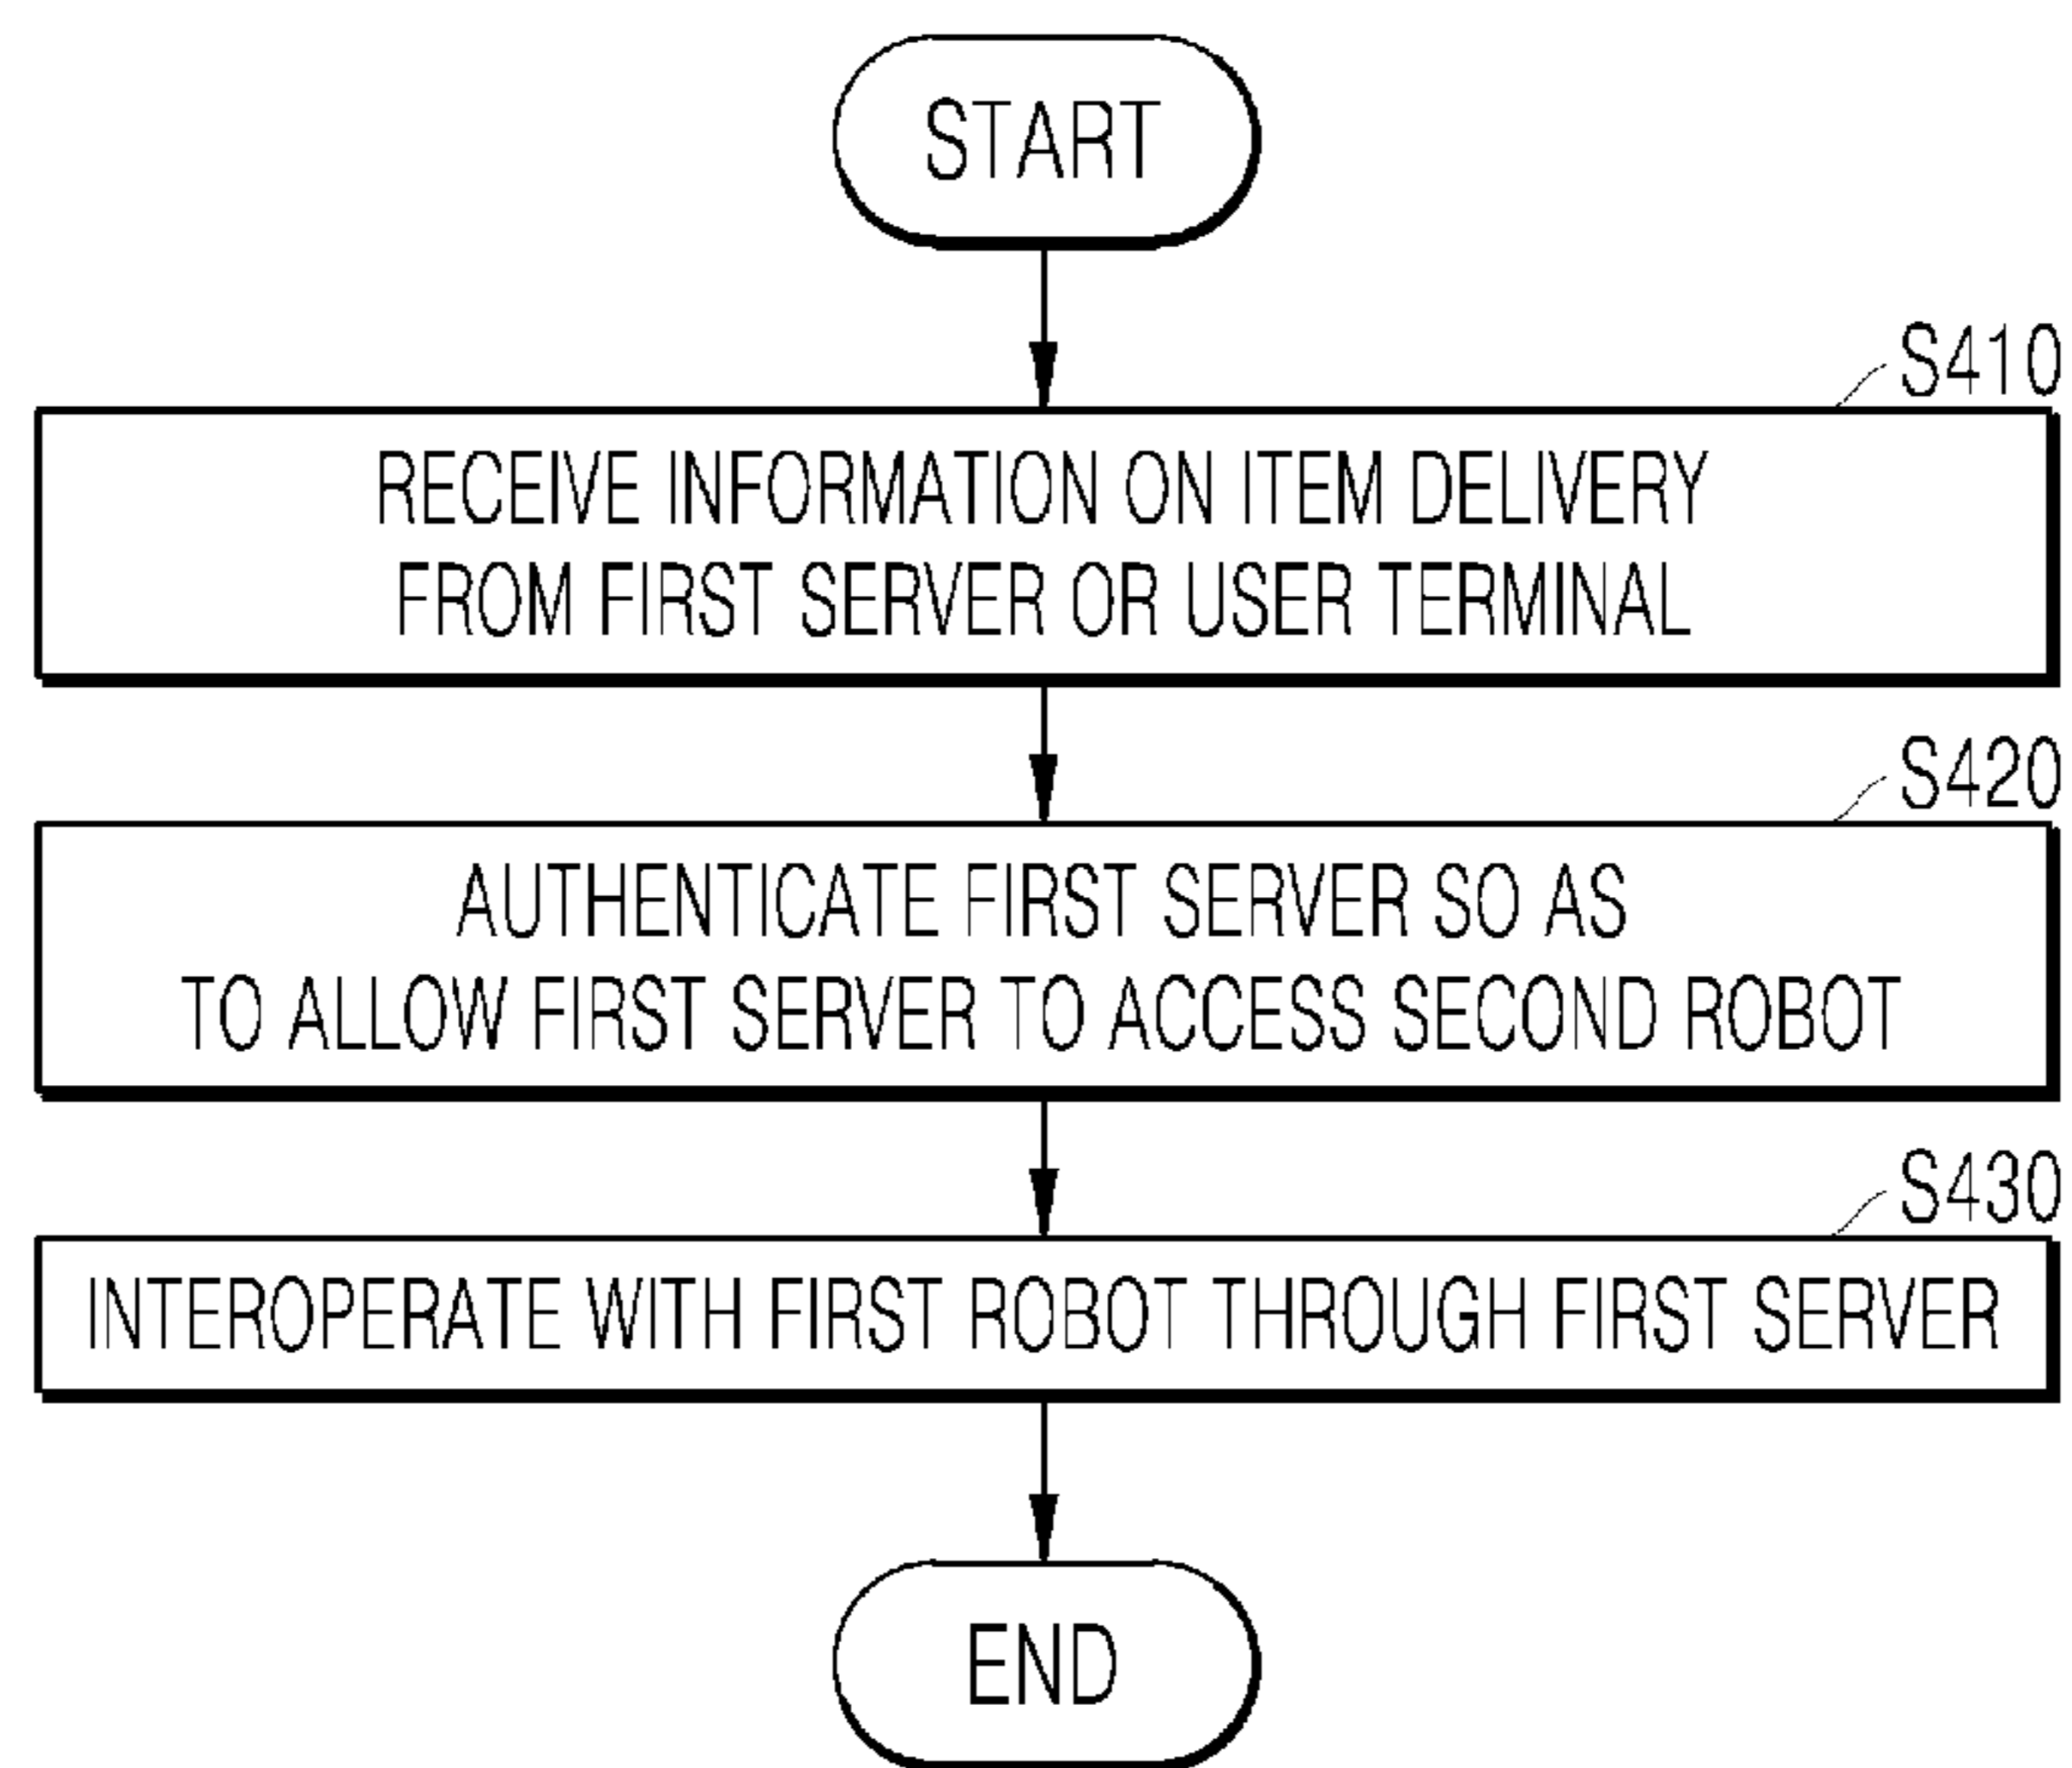 START
S410
RECEIVE INFORMATION ON ITEM DELIVERY
FROM FIRST SERVER OR USER TERMINAL
S420
AUTHENTICATE FIRST SERVER SO AS
TO ALLOW FIRST SERVER TO ACCESS SECOND ROBOT
S430
INTEROPERATE WITH FIRST ROBOT THROUGH FIRST SERVER
END